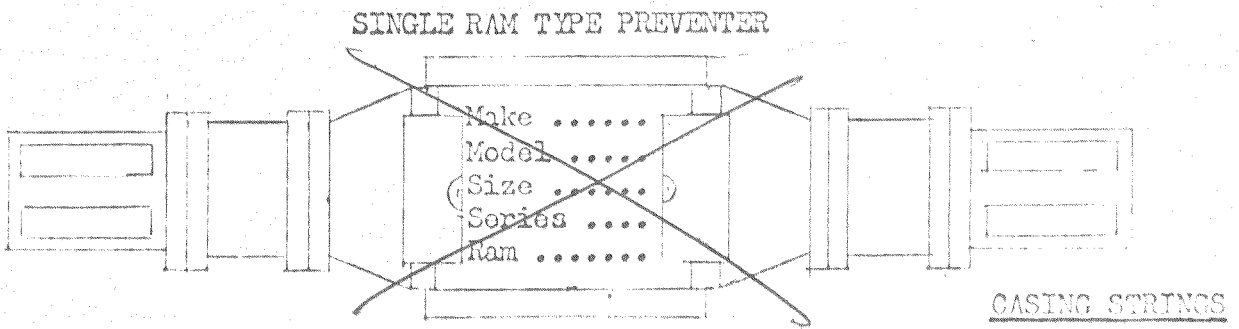 SINGLE RAM TYPE PREVENTER
Make ......
Model .....
Size ......
Series ....
Ram .......
CASING STRINGS